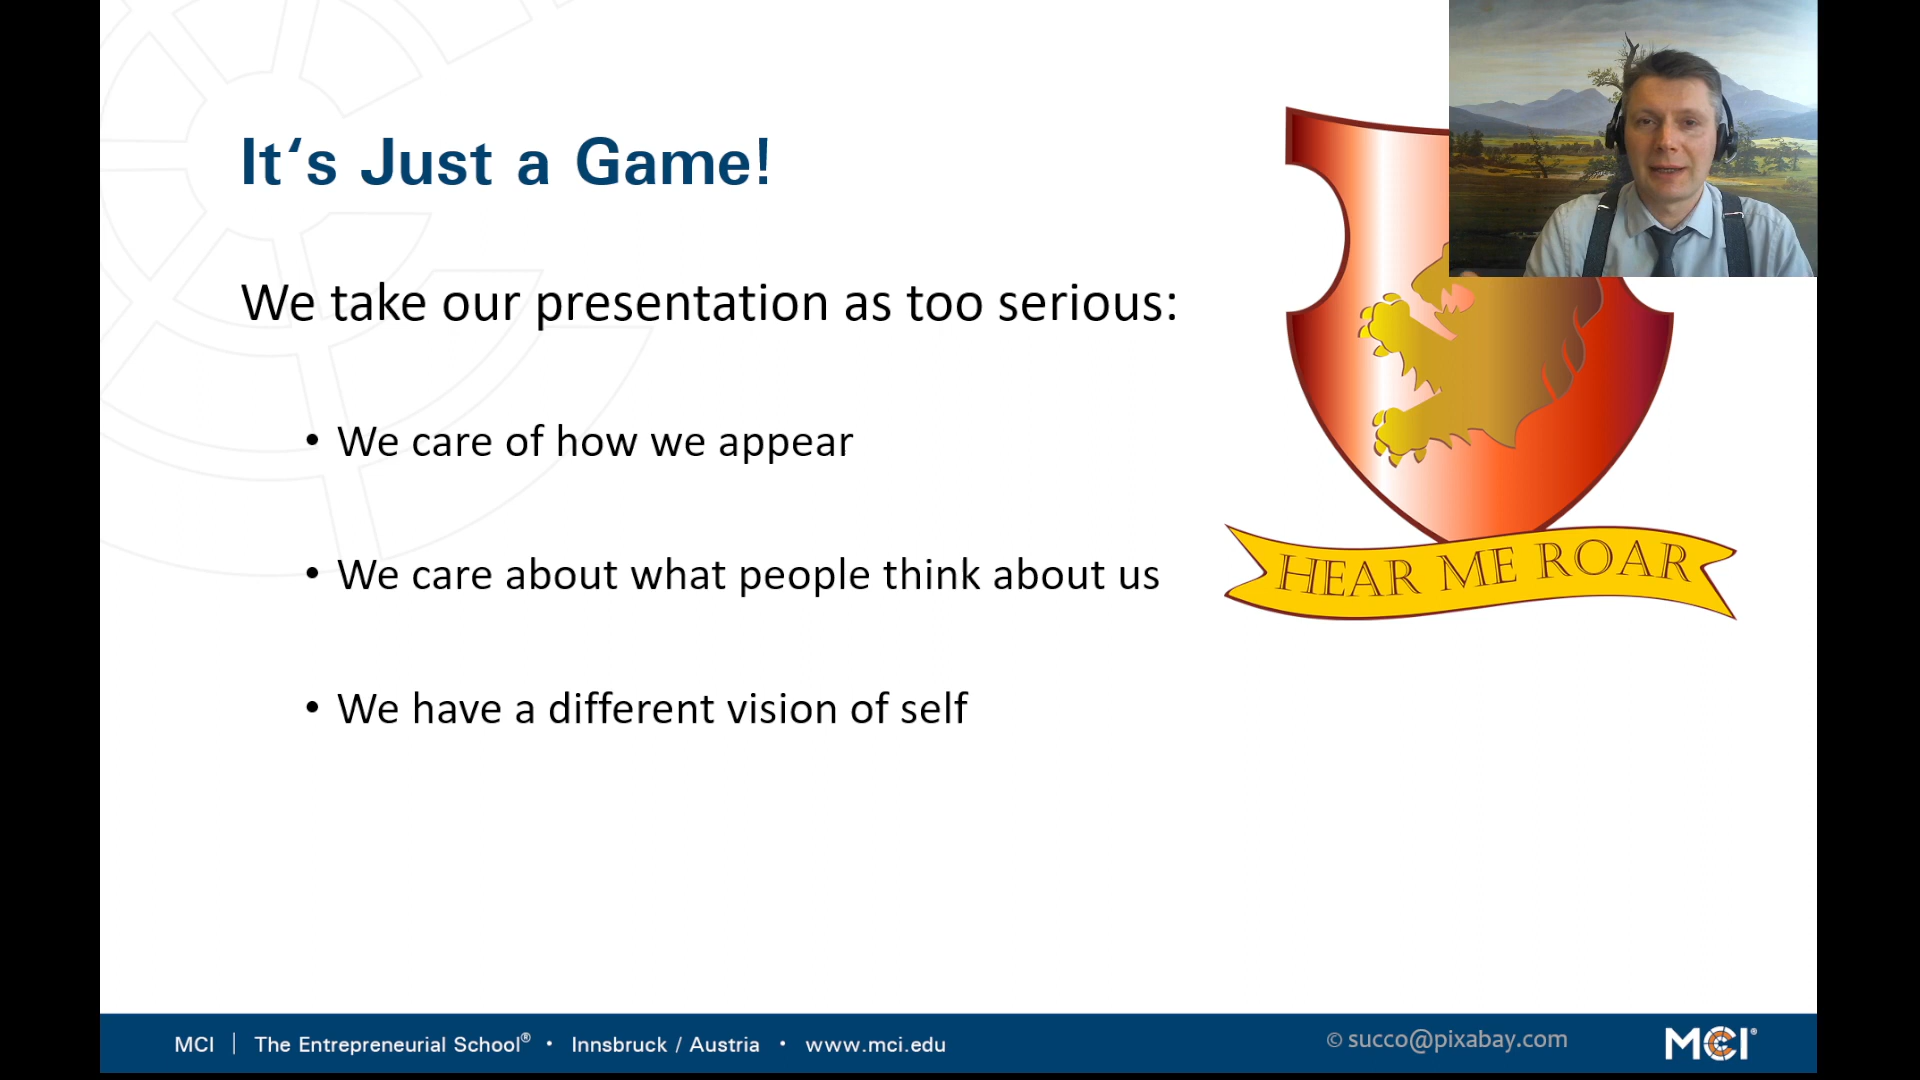 It‘s Just a Game!
We take our presentation as too serious:
• We care of how we appear
• We care about what people think about us
• We have a different vision of self
HEAR ME ROAR
MCI | The Entrepreneurial School® • Innsbruck / Austria • www.mci.edu
© succo@pixabay.com
MCI®